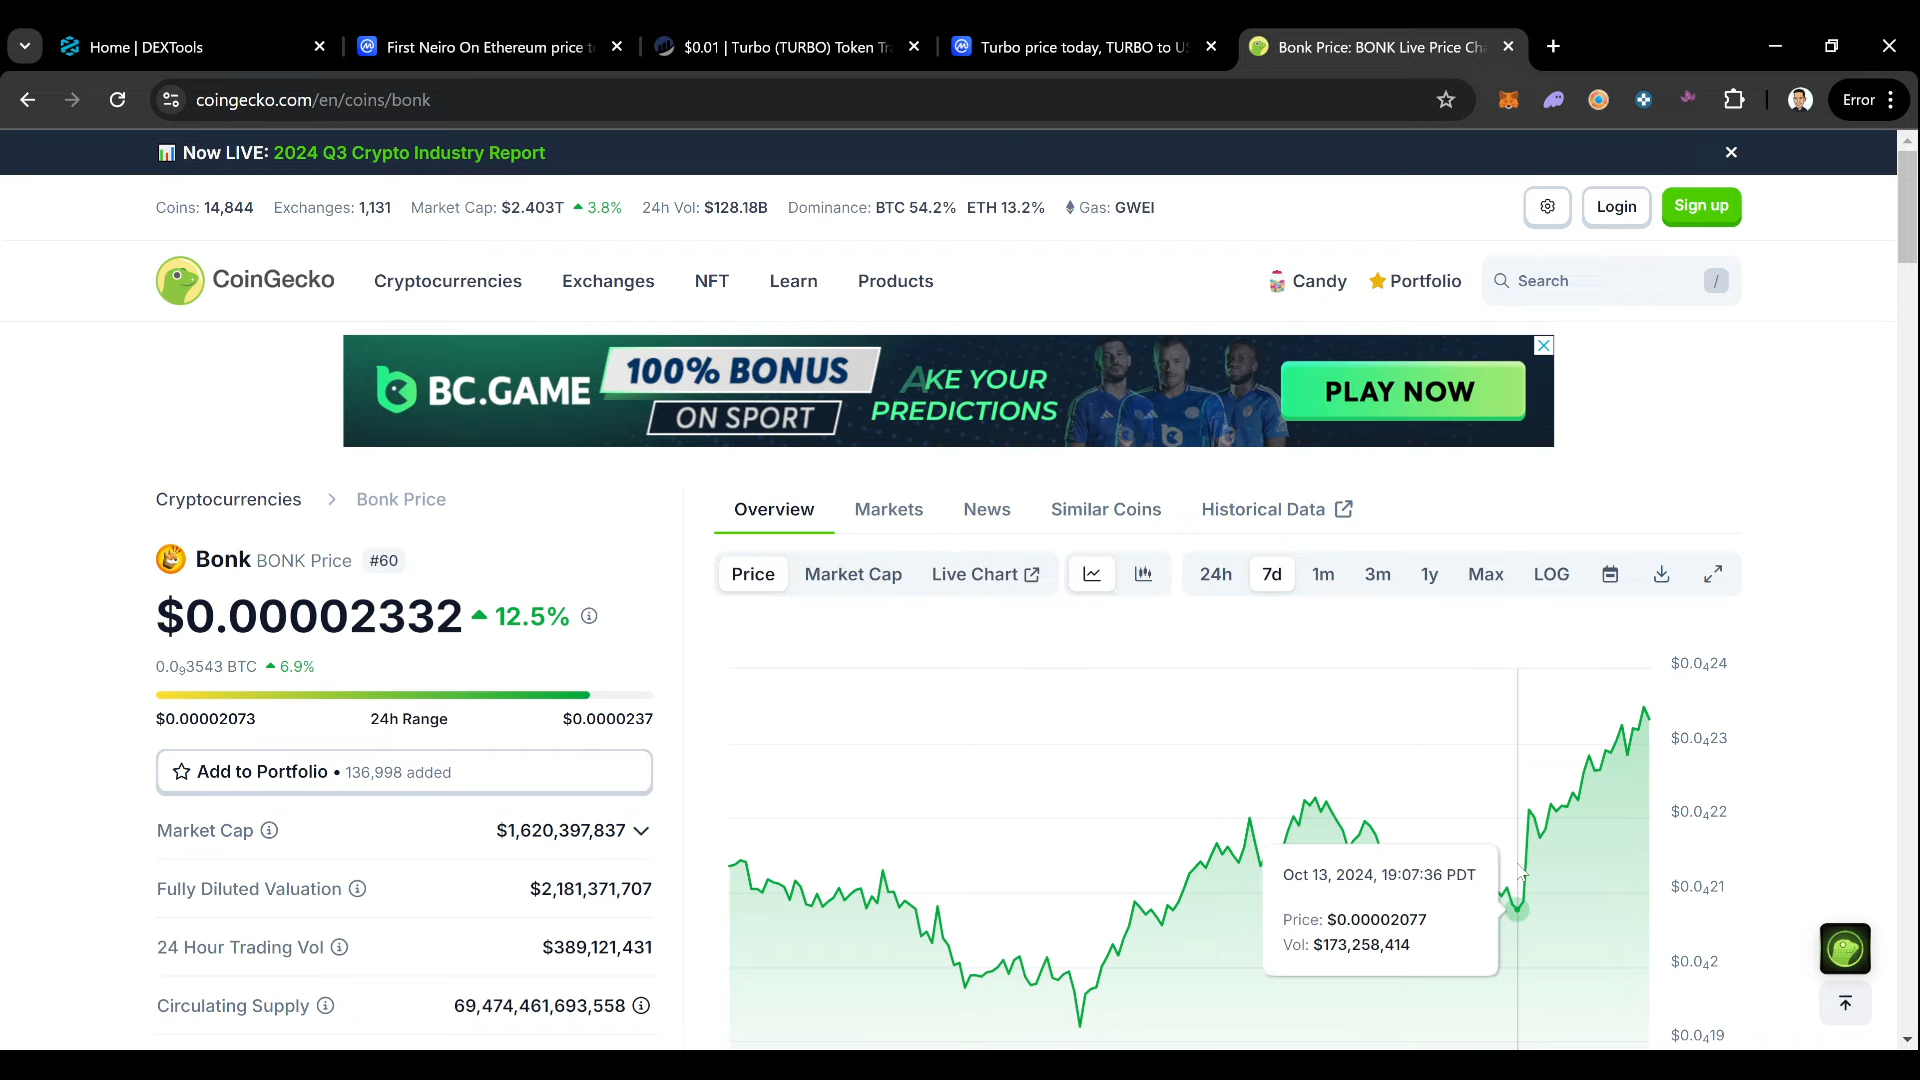 Home | DEXTools
First Neiro On Ethereum price to
$0.01 | Turbo (TURBO) Token Tr
Turbo price today, TURBO to US
Bonk Price: BONK Live Price Cha
coingecko.com/en/coins/bonk
Error
Now LIVE: 2024 Q3 Crypto Industry Report
Coins: 14,844 Exchanges: 1,131 Market Cap: $2.403T 3.8% 24h Vol: $128.18B Dominance: BTC 54.2% ETH 13.2% Gas: GWEI
Login
Sign up
CoinGecko
Cryptocurrencies Exchanges NFT Learn Products
Candy Portfolio
Search /
BC.GAME
100% BONUS
ON SPORT
AKE YOUR
PREDICTIONS
PLAY NOW
Cryptocurrencies > Bonk Price
Bonk BONK Price #60
$0.00002332 12.5%
0.0₉3543 BTC 6.9%
$0.00002073 24h Range $0.0000237
Add to Portfolio • 136,998 added
Market Cap $1,620,397,837
Fully Diluted Valuation $2,181,371,707
24 Hour Trading Vol $389,121,431
Circulating Supply 69,474,461,693,558
Overview Markets News Similar Coins Historical Data
Price Market Cap Live Chart
24h 7d 1m 3m 1y Max LOG
$0.0₄24
$0.0₄23
$0.0₄22
$0.0₄21
$0.0₄2
$0.0₄19
Oct 13, 2024, 19:07:36 PDT
Price: $0.00002077
Vol: $173,258,414